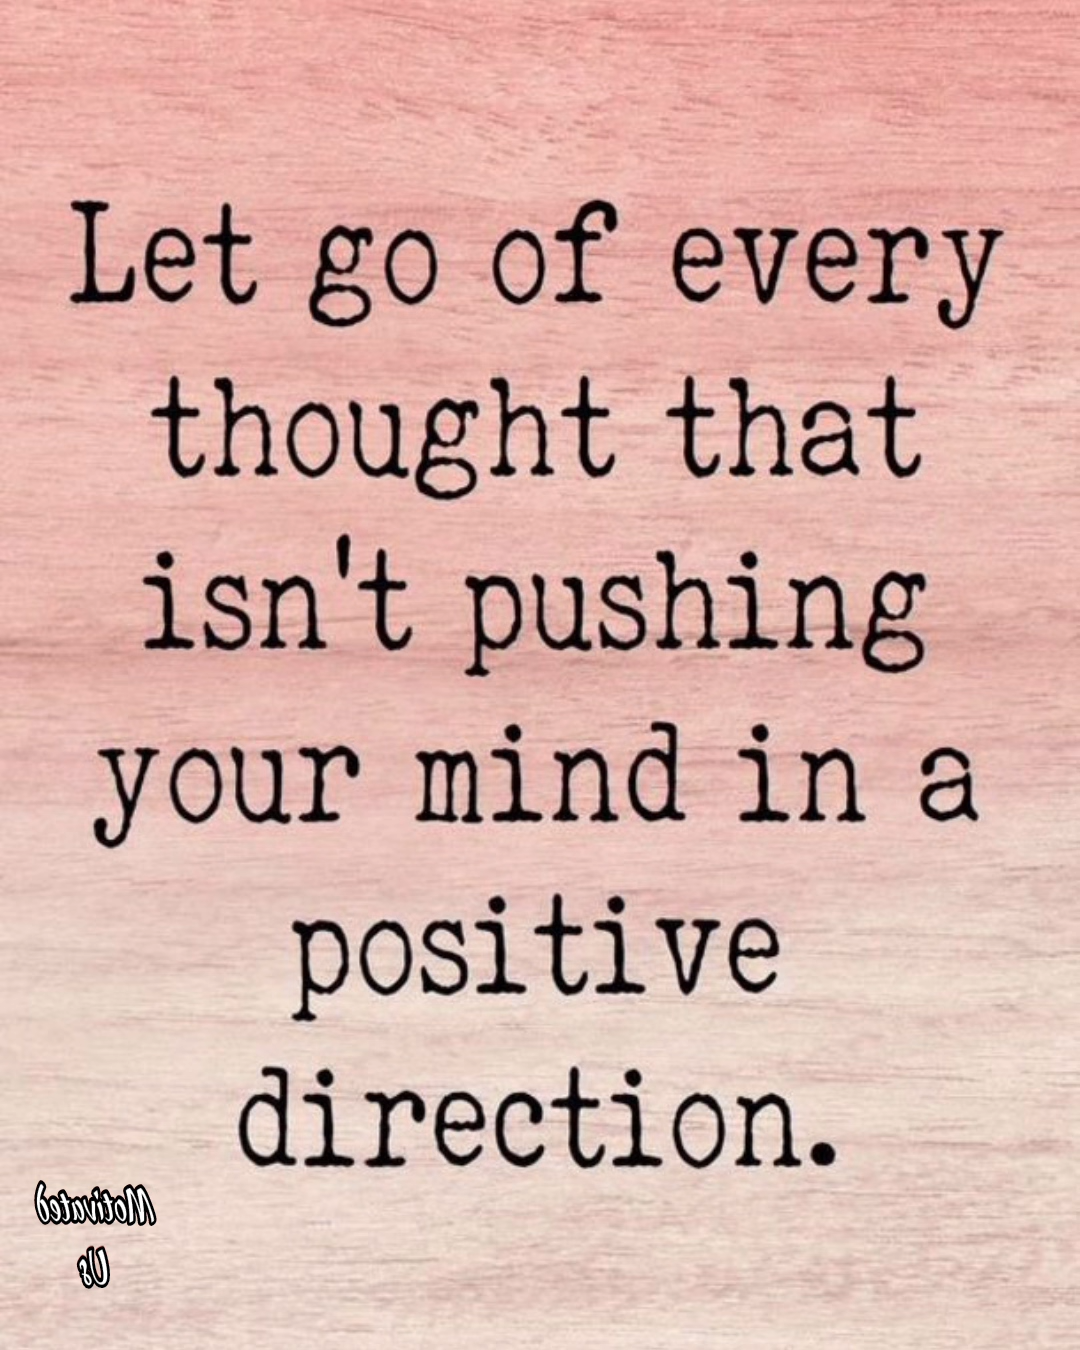 Let go of every
thought that
isn't pushing
your mind in a
positive
direction.
Motivated
Us